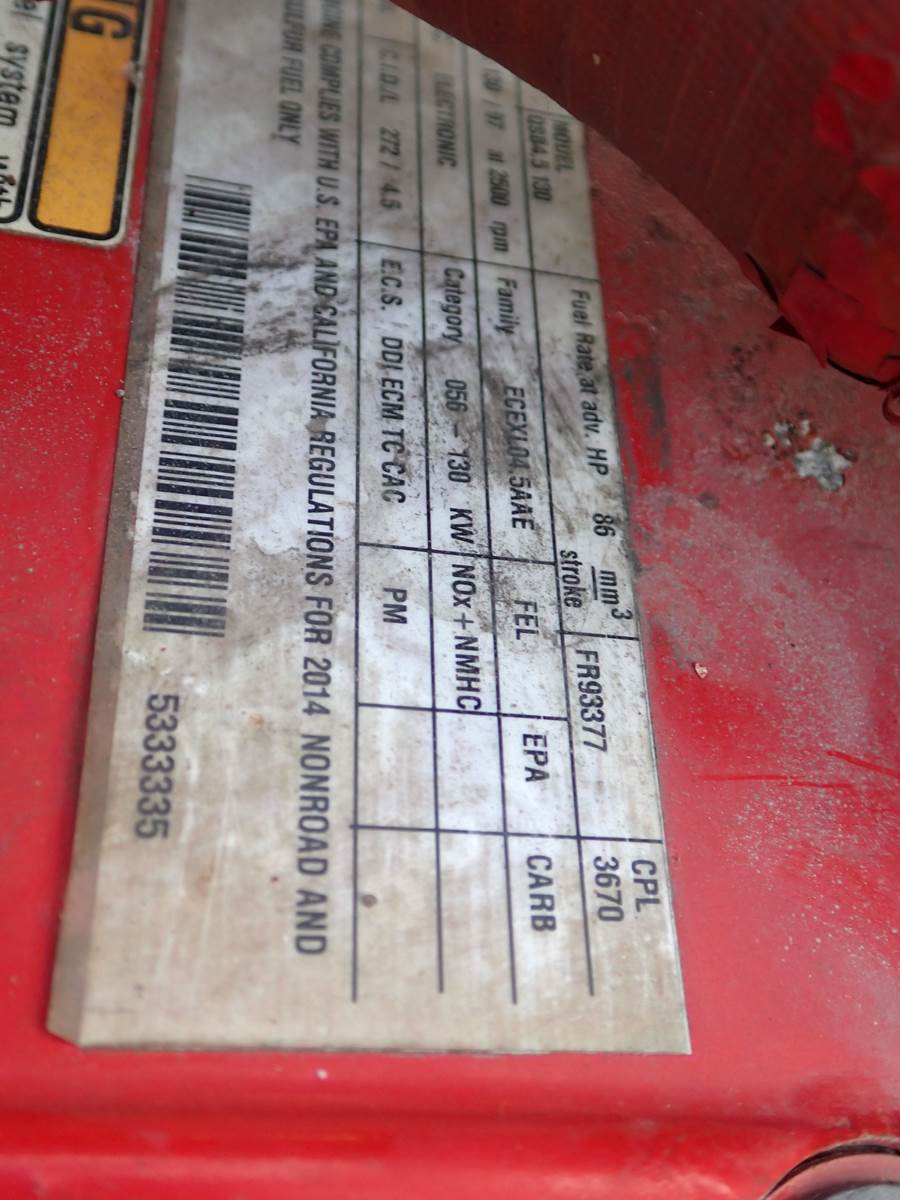 MODEL
QSB4.5 130
Fuel Rate at adv. HP 86 mm3
stroke
FR93377
CPL
3670
130 / 97 at 2500 rpm
Family ECEXL04.5AAE
FEL
EPA
CARB
ELECTRONIC
Category 056 - 130 KW
NOx+NMHC
C.I.D./L 272 / 4.5
E.C.S. DDI ECM TC CAC
PM
COMPLIES WITH U.S. EPA AND CALIFORNIA REGULATIONS FOR 2014 NONROAD AND
FUEL ONLY
5333335
G
system